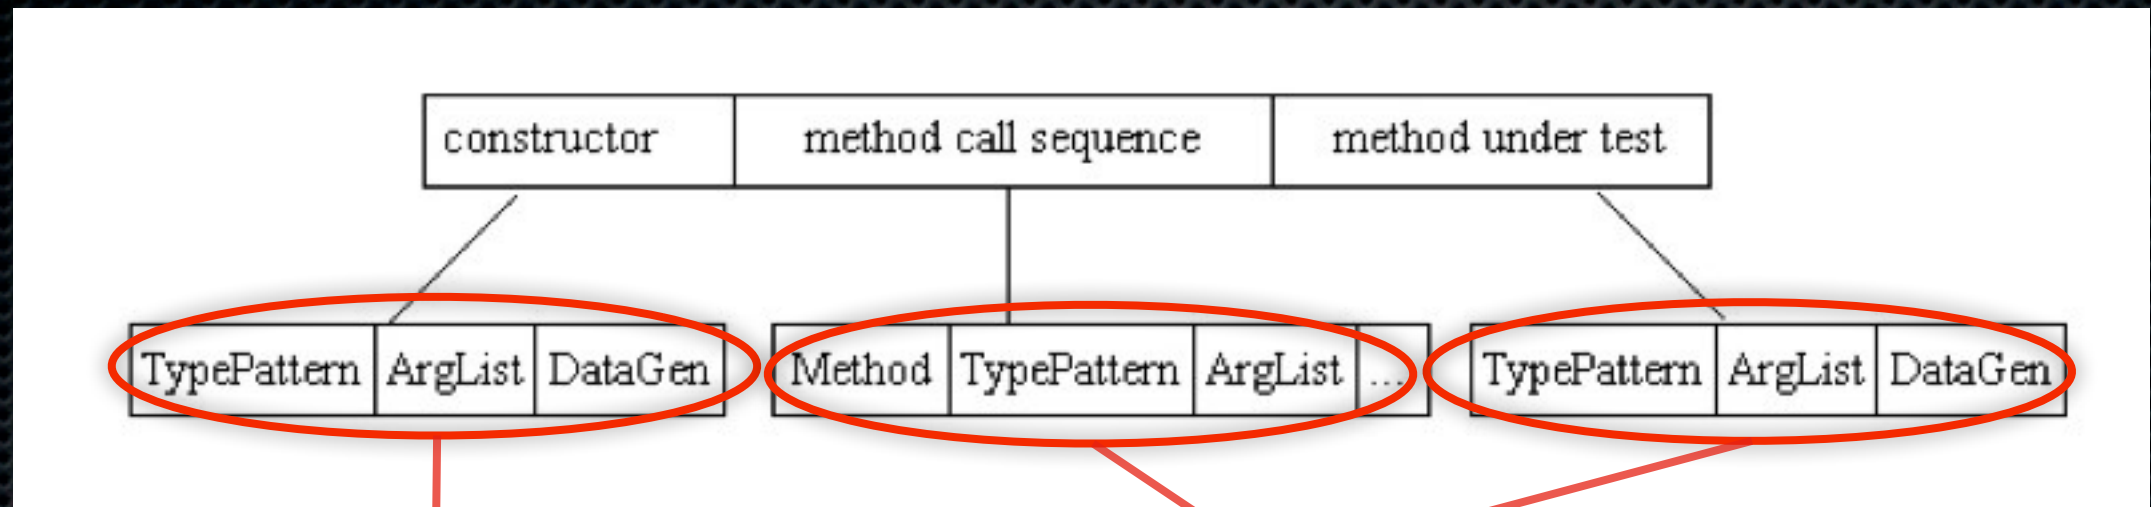 constructor method call sequence method under test
TypePattern ArgList DataGen Method TypePattern ArgList ... TypePattern ArgList DataGen